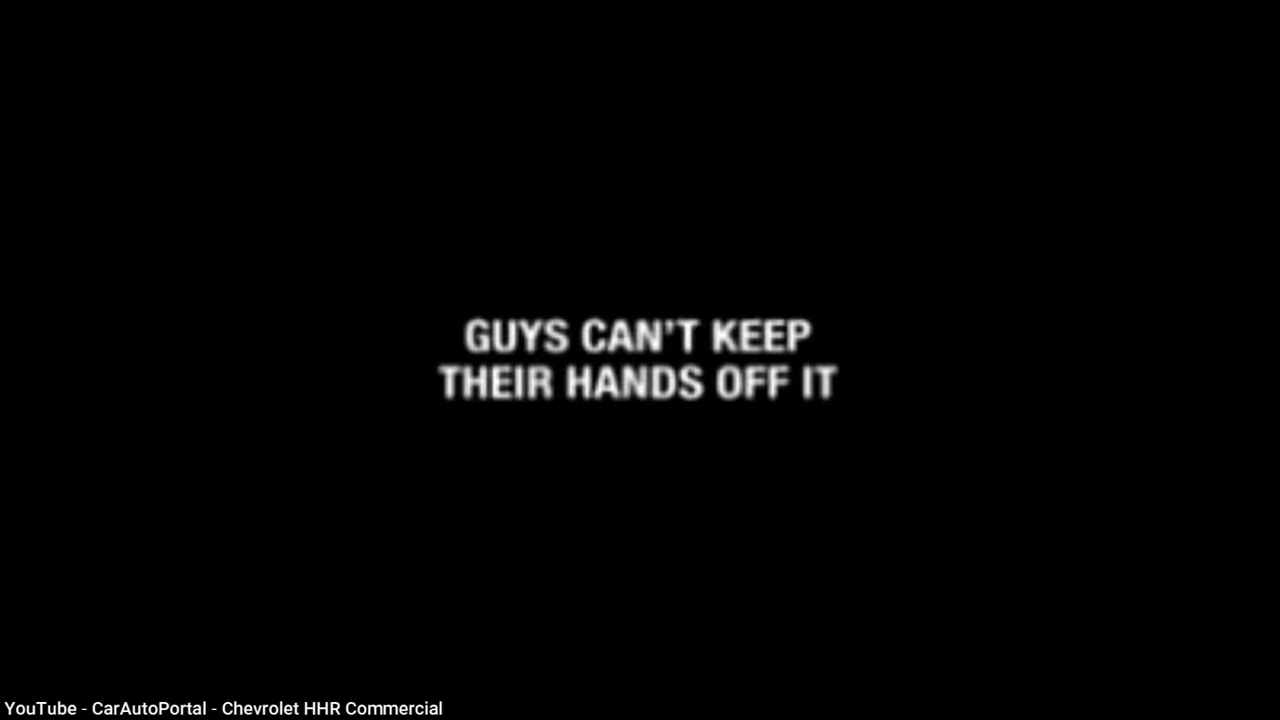 GUYS CAN'T KEEP
THEIR HANDS OFF IT
YouTube - CarAutoPortal - Chevrolet HHR Commercial